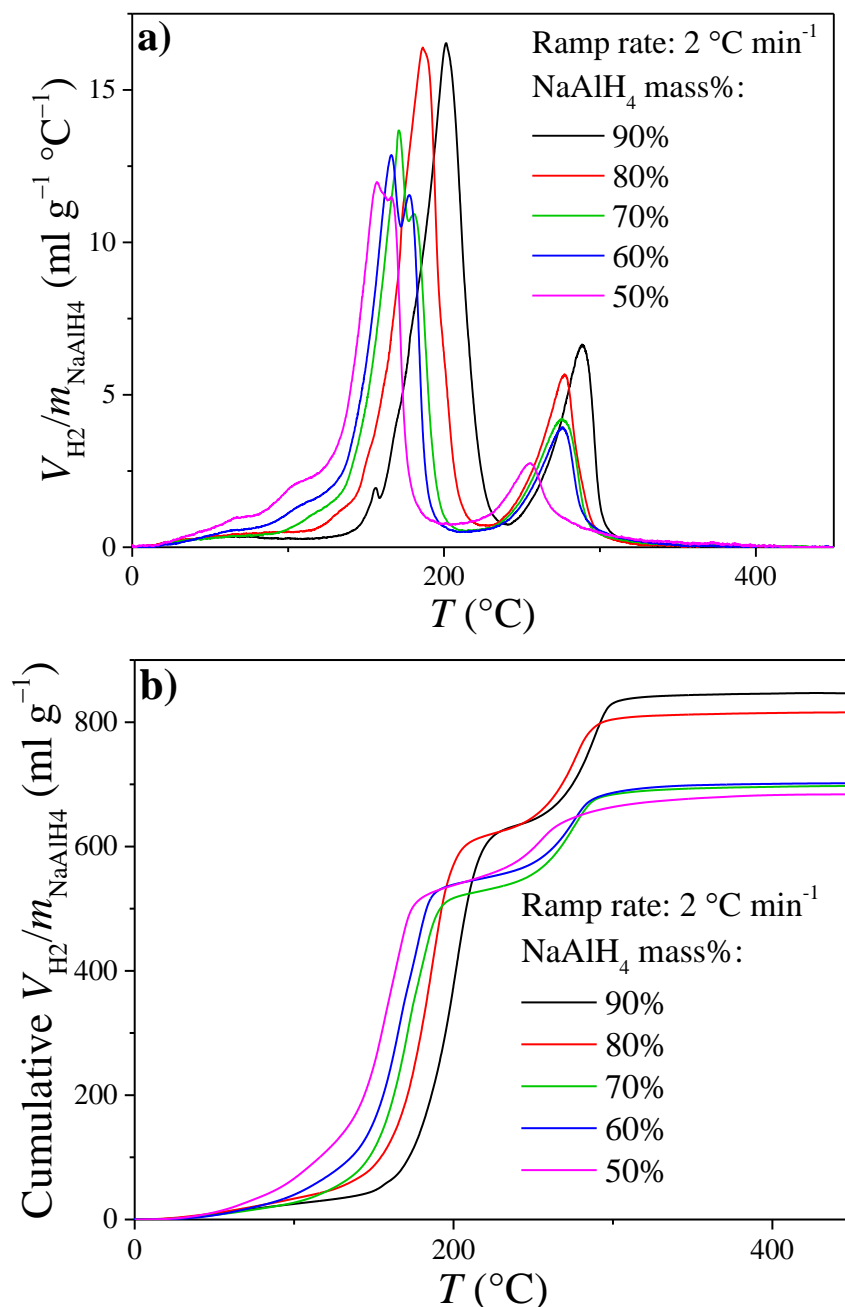 a)
Ramp rate: 2 °C min⁻¹
NaAlH₄ mass%:
90%
80%
70%
60%
50%
V_H2/m_NaAlH4 (ml g⁻¹ °C⁻¹)
15
10
5
0
0
200
400
T (°C)
b)
Cumulative V_H2/m_NaAlH4 (ml g⁻¹)
800
600
400
200
0
Ramp rate: 2 °C min⁻¹
NaAlH₄ mass%:
90%
80%
70%
60%
50%
0
200
400
T (°C)